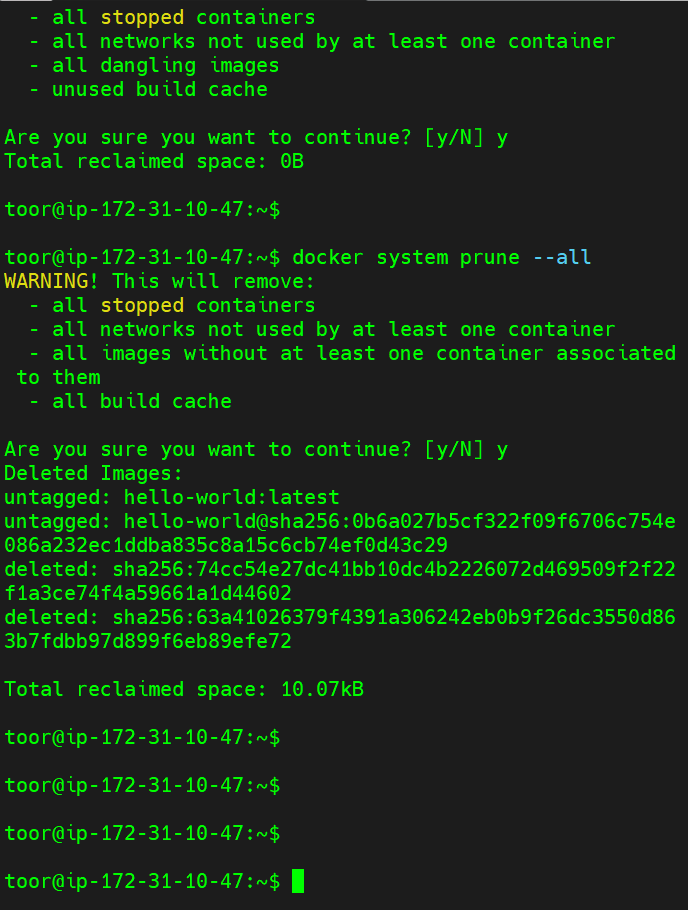 - all stopped containers
- all networks not used by at least one container
- all dangling images
- unused build cache
Are you sure you want to continue? [y/N] y
Total reclaimed space: 0B
toor@ip-172-31-10-47:~$
toor@ip-172-31-10-47:~$ docker system prune --all
WARNING! This will remove:
- all stopped containers
- all networks not used by at least one container
- all images without at least one container associated
to them
- all build cache
Are you sure you want to continue? [y/N] y
Deleted Images:
untagged: hello-world:latest
untagged: hello-world@sha256:0b6a027b5cf322f09f6706c754e
086a232ec1ddba835c8a15c6cb74ef0d43c29
deleted: sha256:74cc54e27dc41bb10dc4b2226072d469509f2f22
f1a3ce74f4a59661a1d44602
deleted: sha256:63a41026379f4391a306242eb0b9f26dc3550d86
3b7fdbb97d899f6eb89efe72
Total reclaimed space: 10.07kB
toor@ip-172-31-10-47:~$
toor@ip-172-31-10-47:~$
toor@ip-172-31-10-47:~$
toor@ip-172-31-10-47:~$